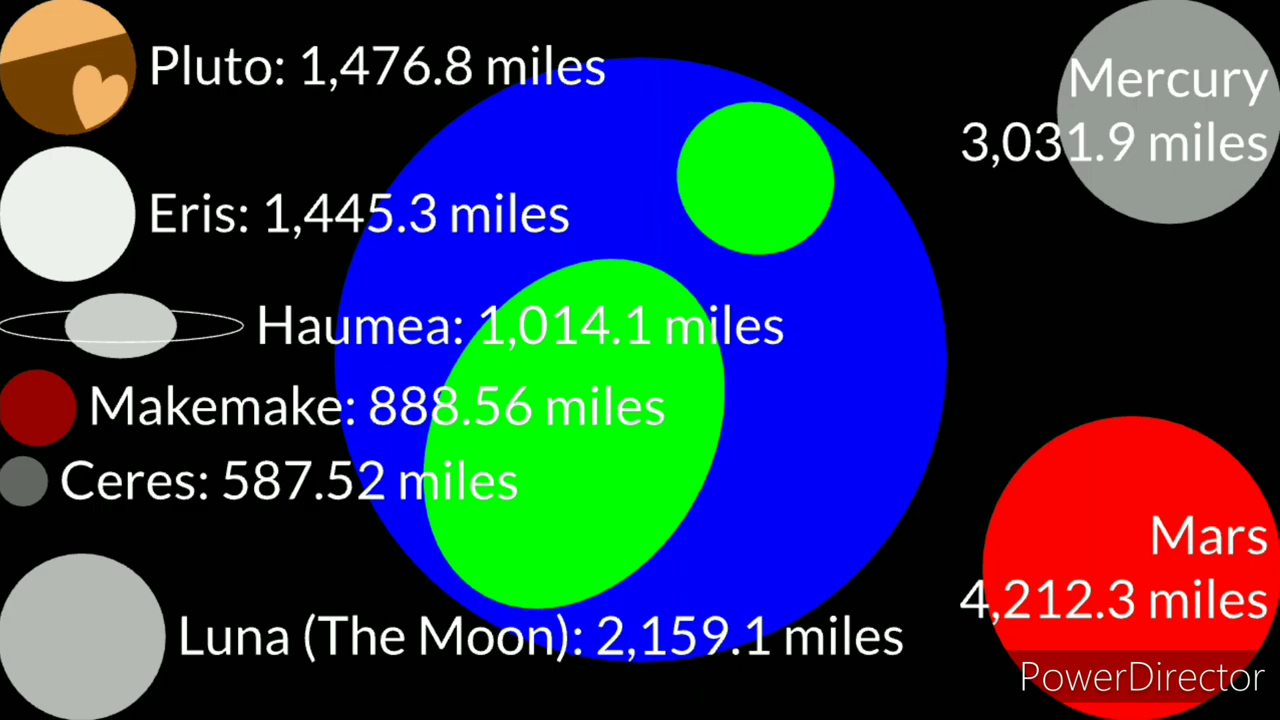 Pluto: 1,476.8 miles
Mercury
3,031.9 miles
Eris: 1,445.3 miles
Haumea: 1,014.1 miles
Makemake: 888.56 miles
Ceres: 587.52 miles
Mars
4,212.3 miles
Luna (The Moon): 2,159.1 miles
PowerDirector